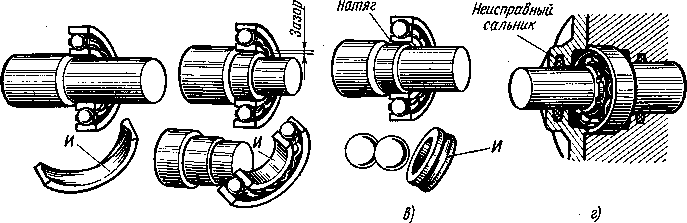 Зазор
Натяг
Неисправный
сальник
И
И
И
в)
г)